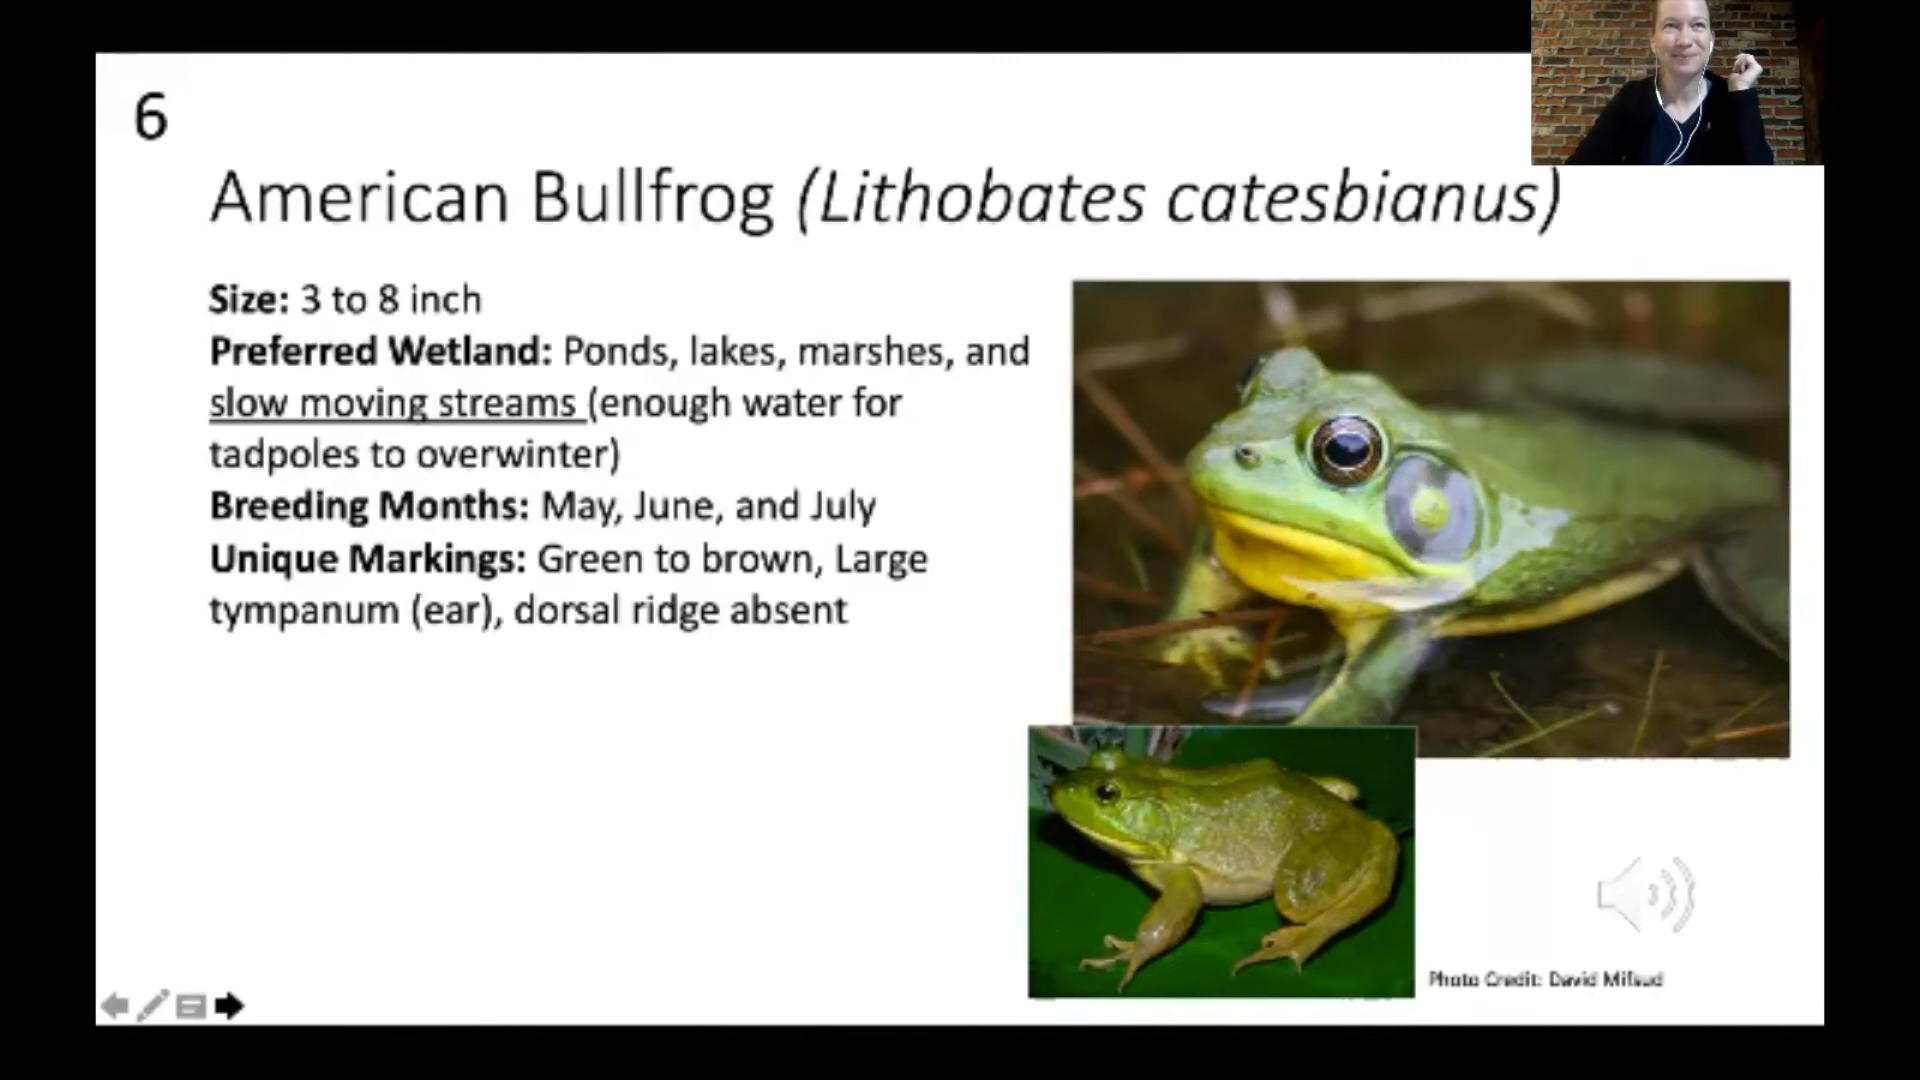 6
American Bullfrog (Lithobates catesbianus)
Size: 3 to 8 inch
Preferred Wetland: Ponds, lakes, marshes, and
slow moving streams (enough water for
tadpoles to overwinter)
Breeding Months: May, June, and July
Unique Markings: Green to brown, Large
tympanum (ear), dorsal ridge absent
Photo Credit: David Mifsud